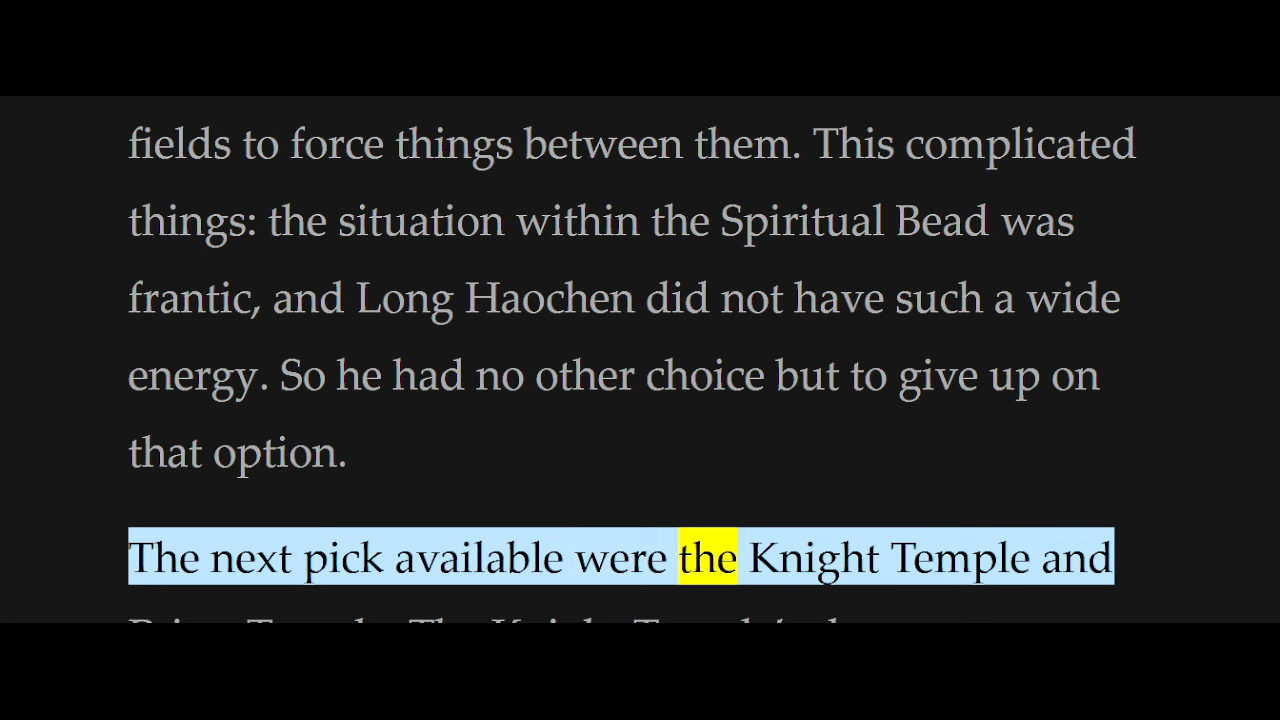 fields to force things between them. This complicated
things: the situation within the Spiritual Bead was
frantic, and Long Haochen did not have such a wide
energy. So he had no other choice but to give up on
that option.
The next pick available were the Knight Temple and